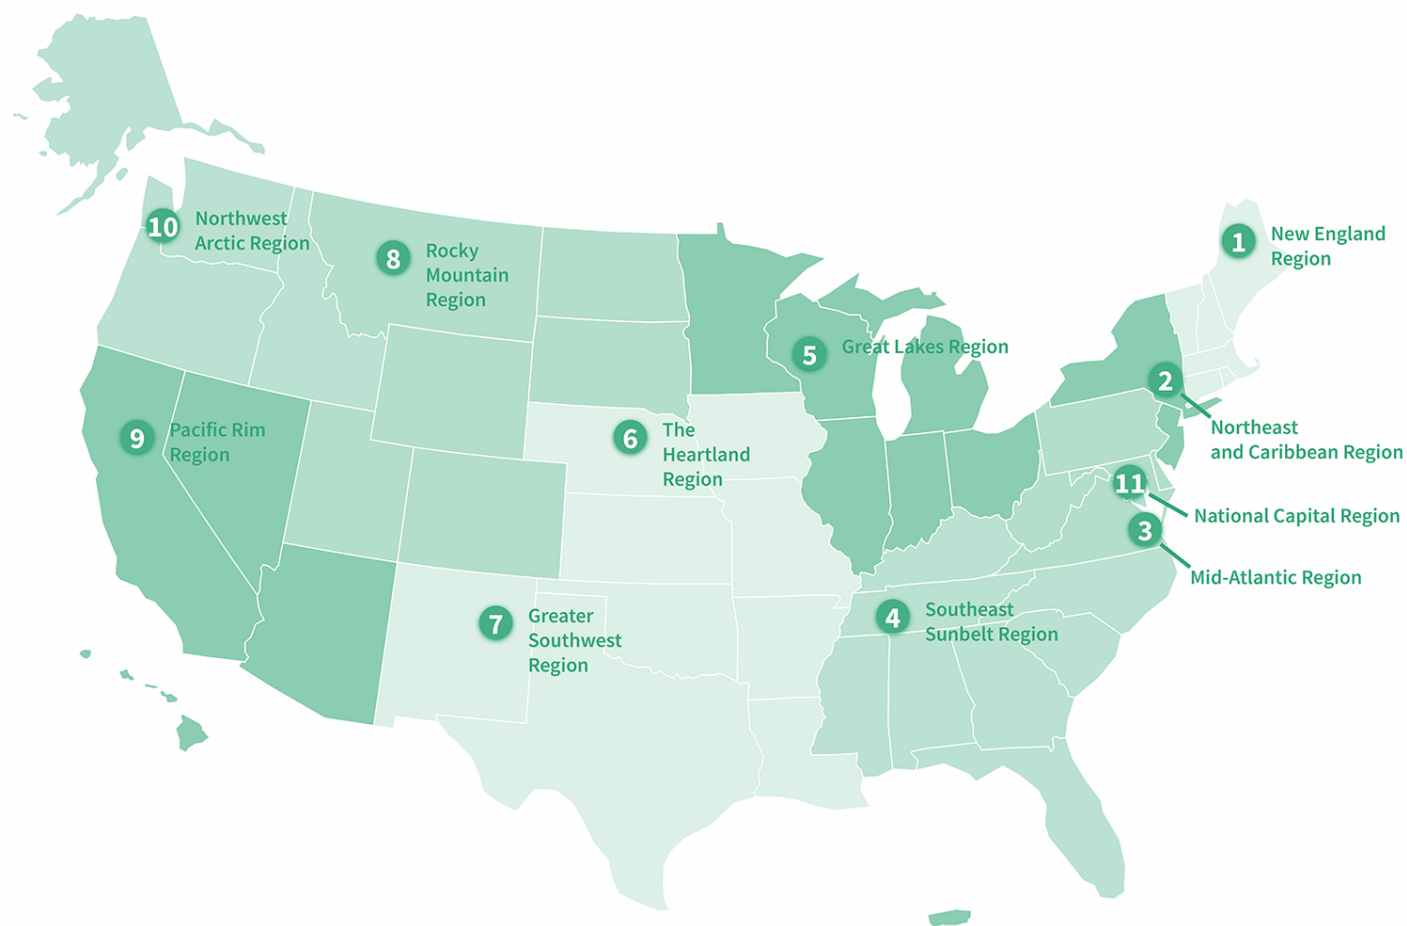 10
Northwest
Arctic Region
8
Rocky
Mountain
Region
1
New England
Region
5
Great Lakes Region
2
Northeast
and Caribbean Region
9
Pacific Rim
Region
6
The
Heartland
Region
11
National Capital Region
3
Mid-Atlantic Region
7
Greater
Southwest
Region
4
Southeast
Sunbelt Region